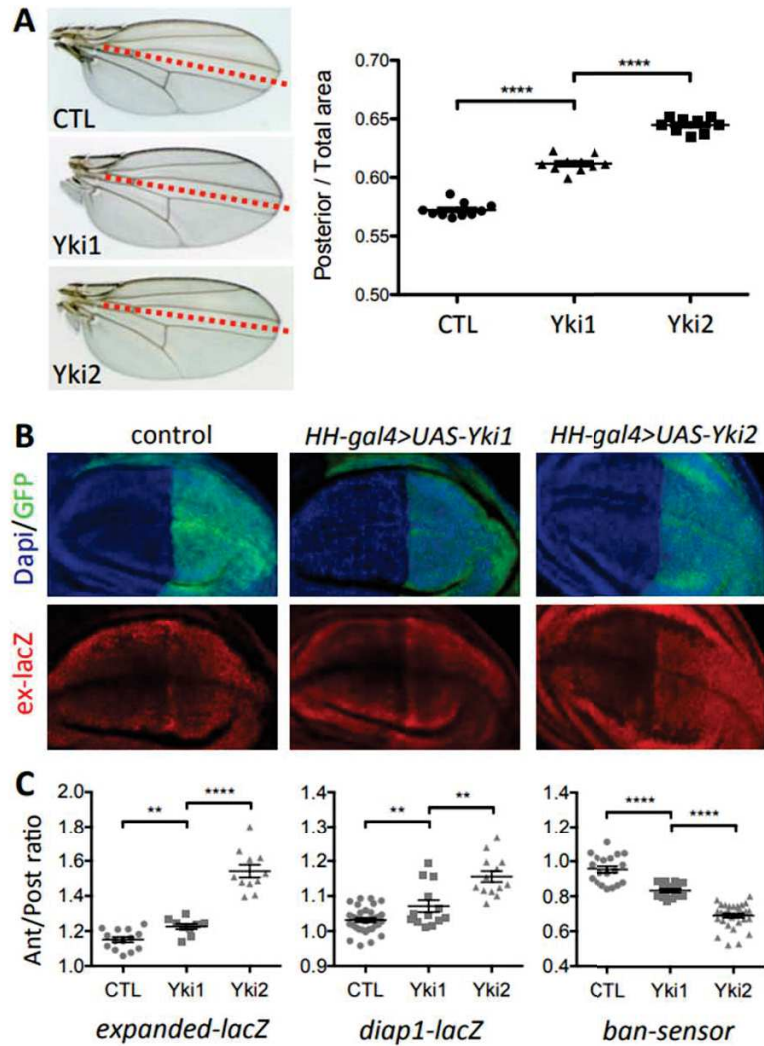 A
CTL
Yki1
Yki2
Posterior / Total area
0.70
0.65
0.60
0.55
0.50
****
****
CTL Yki1 Yki2
B
control HH-gal4>UAS-Yki1 HH-gal4>UAS-Yki2
Dapi/GFP
ex-lacZ
C
Ant/Post ratio
2.0
1.8
1.6
1.4
1.2
1.0
** ****
CTL Yki1 Yki2
expanded-lacZ
1.3
1.2
1.1
1.0
0.9
** **
CTL Yki1 Yki2
diap1-lacZ
1.4
1.2
1.0
0.8
0.6
0.4
**** ****
CTL Yki1 Yki2
ban-sensor